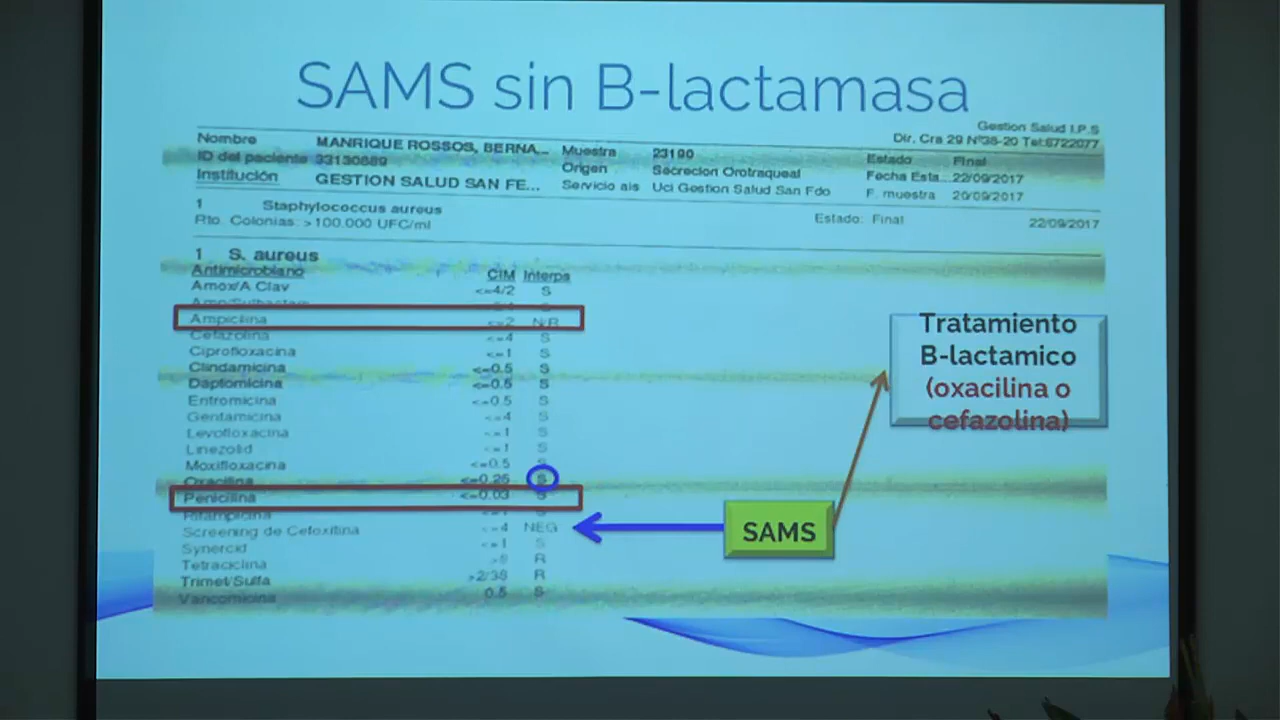 SAMS sin B-lactamasa
Gestion Salud I.P.S
Dir. Cra 29 Nº38-20 Tel:6722077
Nombre MANRIQUE ROSSOS, BERNA... Muestra 23190 Estado Final
ID del paciente 33130689 Origen Secrecion Orotraqueal Fecha Esta... 22/09/2017
Institución GESTION SALUD SAN FE... Servicio ais Uci Gestion Salud San Fdo F. muestra 20/09/2017
1 Staphylococcus aureus Estado: Final 22/09/2017
Rto. Colonias: >100.000 UFC/ml
1 S. aureus
Antimicrobiano CIM Interps
Amox/A Clav <=4/2 S
Amp/Sulbactam
Ampicilina <=2 N/R
Cefazolina <=4 S
Ciprofloxacina <=1 S
Clindamicina <=0.5 S
Daptomicina <=0.5 S
Eritromicina <=0.5 S
Gentamicina <=4 S
Levofloxacina <=1 S
Linezolid <=1 S
Moxifloxacina <=0.5 S
Oxacilina <=0.25 S
Penicilina <=0.03 S
Rifampicina
Screening de Cefoxitina <=4 NEG
Synercid <=1 S
Tetraciclina >8 R
Trimet/Sulfa >2/38 R
Vancomicina 0.5 S
Tratamiento
B-lactamico
(oxacilina o
cefazolina)
SAMS